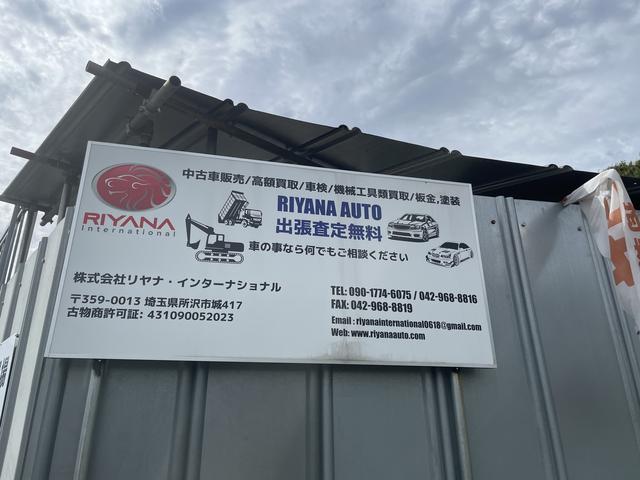 中古車販売/高額買取/車検/機械工具類買取/板金,塗装
RIYANA
International
RIYANA AUTO
出張査定無料
車の事なら何でもご相談ください
株式会社リヤナ・インターナショナル
〒359-0013 埼玉県所沢市城417
古物商許可証: 431090052023
TEL: 090-1774-6075 / 042-968-8816
FAX: 042-968-8819
Email : riyanainternational0618@gmail.com
Web: www.riyanaauto.com